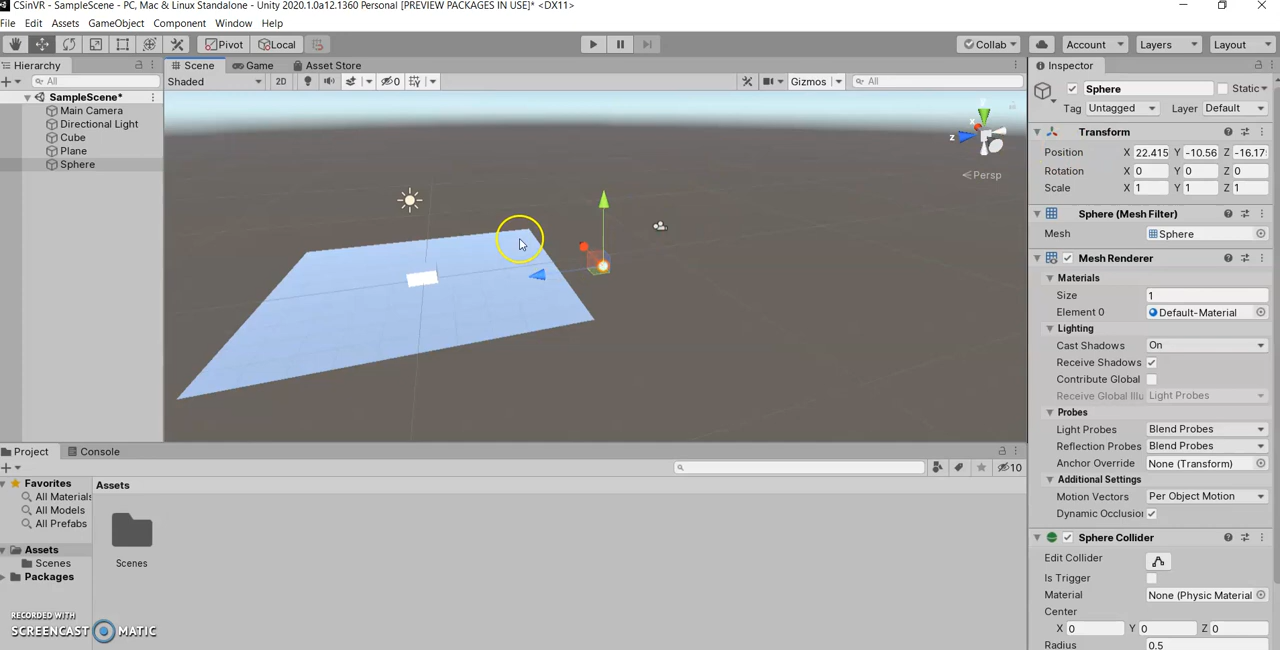 CSinVR - SampleScene - PC, Mac & Linux Standalone - Unity 2020.1.0a12.1360 Personal [PREVIEW PACKAGES IN USE]* <DX11>
File Edit Assets GameObject Component Window Help
Pivot Local Collab Account Layers Layout
Hierarchy
All
SampleScene*
Main Camera
Directional Light
Cube
Plane
Sphere
Scene Game Asset Store
Shaded 2D 0 Gizmos All
x
z
Persp
Inspector
Sphere Static
Tag Untagged Layer Default
Transform
Position X 22.415 Y -10.56 Z -16.17
Rotation X 0 Y 0 Z 0
Scale X 1 Y 1 Z 1
Sphere (Mesh Filter)
Mesh Sphere
Mesh Renderer
Materials
Size 1
Element 0 Default-Material
Lighting
Cast Shadows On
Receive Shadows
Contribute Global
Receive Global Illu Light Probes
Probes
Light Probes Blend Probes
Reflection Probes Blend Probes
Anchor Override None (Transform)
Additional Settings
Motion Vectors Per Object Motion
Dynamic Occlusion
Sphere Collider
Edit Collider
Is Trigger
Material None (Physic Material
Center
X 0 Y 0 Z 0
Radius 0.5
Project Console
10
Favorites
All Materials
All Models
All Prefabs
Assets
Scenes
Packages
Assets
Scenes
RECORDED WITH
SCREENCAST MATIC